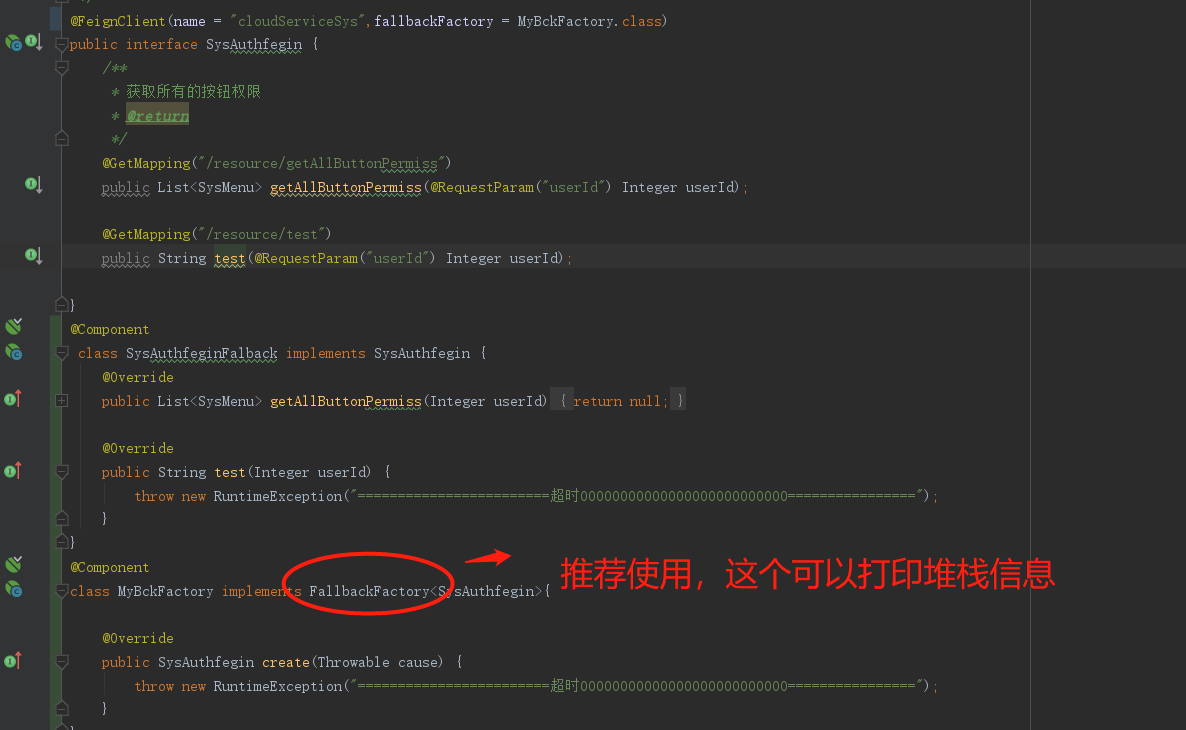 */
@FeignClient(name = "cloudServiceSys",fallbackFactory = MyBckFactory.class)
public interface SysAuthfegin {
/**
* 获取所有的按钮权限
* @return
*/
@GetMapping("/resource/getAllButtonPermiss")
public List<SysMenu> getAllButtonPermiss(@RequestParam("userId") Integer userId);
@GetMapping("/resource/test")
public String test(@RequestParam("userId") Integer userId);
}
@Component
class SysAuthfeginFalback implements SysAuthfegin {
@Override
public List<SysMenu> getAllButtonPermiss(Integer userId) { return null; }
@Override
public String test(Integer userId) {
throw new RuntimeException("========================超时00000000000000000000000000================");
}
}
@Component
class MyBckFactory implements FallbackFactory<SysAuthfegin>{
推荐使用，这个可以打印堆栈信息
@Override
public SysAuthfegin create(Throwable cause) {
throw new RuntimeException("========================超时00000000000000000000000000================");
}
}